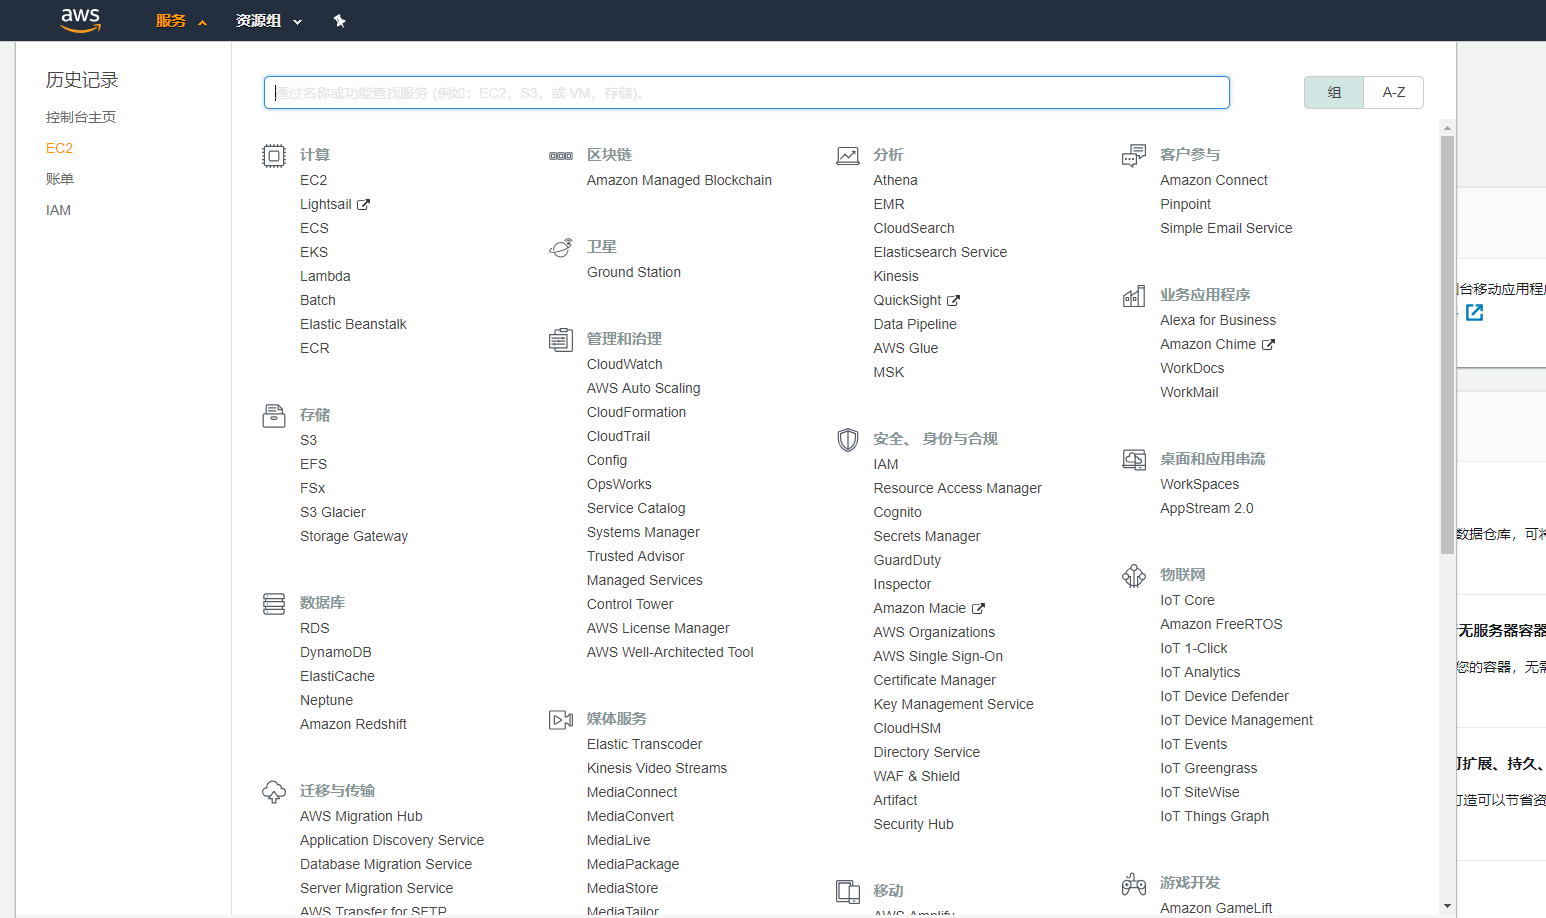 aws
服务
资源组
历史记录
控制台主页
EC2
账单
IAM
通过名称或功能查找服务 (例如：EC2，S3，或 VM，存储)。
组
A-Z
计算
EC2
Lightsail
ECS
EKS
Lambda
Batch
Elastic Beanstalk
ECR
存储
S3
EFS
FSx
S3 Glacier
Storage Gateway
数据库
RDS
DynamoDB
ElastiCache
Neptune
Amazon Redshift
迁移与传输
AWS Migration Hub
Application Discovery Service
Database Migration Service
Server Migration Service
AWS Transfer for SFTP
区块链
Amazon Managed Blockchain
卫星
Ground Station
管理和治理
CloudWatch
AWS Auto Scaling
CloudFormation
CloudTrail
Config
OpsWorks
Service Catalog
Systems Manager
Trusted Advisor
Managed Services
Control Tower
AWS License Manager
AWS Well-Architected Tool
媒体服务
Elastic Transcoder
Kinesis Video Streams
MediaConnect
MediaConvert
MediaLive
MediaPackage
MediaStore
MediaTailor
分析
Athena
EMR
CloudSearch
Elasticsearch Service
Kinesis
QuickSight
Data Pipeline
AWS Glue
MSK
安全、 身份与合规
IAM
Resource Access Manager
Cognito
Secrets Manager
GuardDuty
Inspector
Amazon Macie
AWS Organizations
AWS Single Sign-On
Certificate Manager
Key Management Service
CloudHSM
Directory Service
WAF & Shield
Artifact
Security Hub
移动
AWS Amplify
客户参与
Amazon Connect
Pinpoint
Simple Email Service
业务应用程序
Alexa for Business
Amazon Chime
WorkDocs
WorkMail
桌面和应用串流
WorkSpaces
AppStream 2.0
物联网
IoT Core
Amazon FreeRTOS
IoT 1-Click
IoT Analytics
IoT Device Defender
IoT Device Management
IoT Events
IoT Greengrass
IoT SiteWise
IoT Things Graph
游戏开发
Amazon GameLift
台移动应用程
数据仓库，可将
无服务器容器
您的容器，无需
扩展、持久、
打造可以节省资